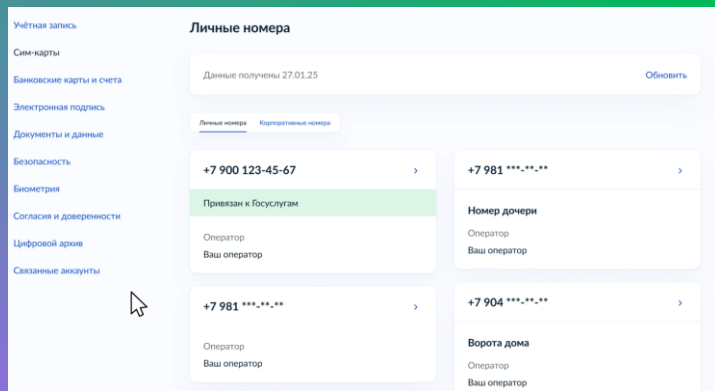 Учётная запись
Сим-карты
Банковские карты и счета
Электронная подпись
Документы и данные
Безопасность
Биометрия
Согласия и доверенности
Цифровой архив
Связанные аккаунты
Личные номера
Данные получены 27.01.25
Обновить
Личные номера
Корпоративные номера
+7 900 123-45-67
Привязан к Госуслугам
Оператор
Ваш оператор
+7 981 ***-**-**
Номер дочери
Оператор
Ваш оператор
+7 981 ***-**-**
Оператор
Ваш оператор
+7 904 ***-**-**
Ворота дома
Оператор
Ваш оператор